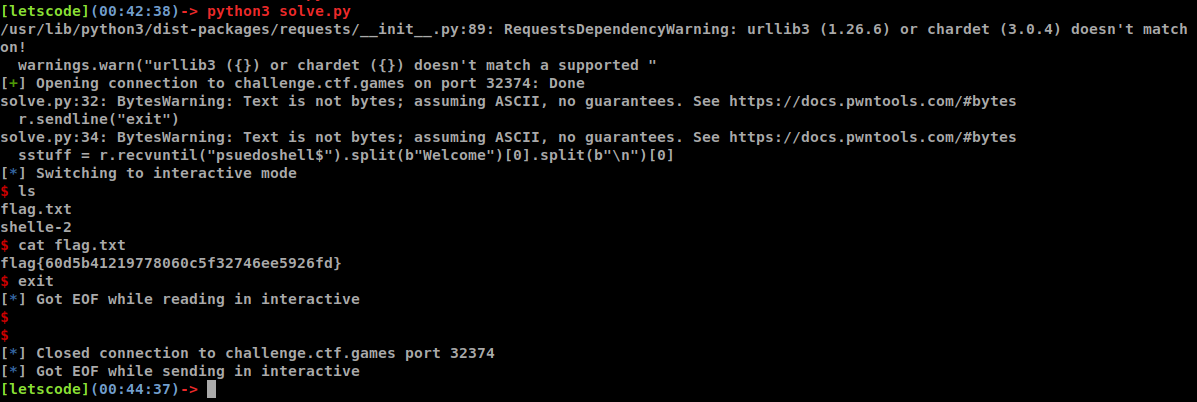 [letscode](00:42:38)-> python3 solve.py
/usr/lib/python3/dist-packages/requests/__init__.py:89: RequestsDependencyWarning: urllib3 (1.26.6) or chardet (3.0.4) doesn't match
on!
  warnings.warn("urllib3 ({}) or chardet ({}) doesn't match a supported "
[+] Opening connection to challenge.ctf.games on port 32374: Done
solve.py:32: BytesWarning: Text is not bytes; assuming ASCII, no guarantees. See https://docs.pwntools.com/#bytes
  r.sendline("exit")
solve.py:34: BytesWarning: Text is not bytes; assuming ASCII, no guarantees. See https://docs.pwntools.com/#bytes
  sstuff = r.recvuntil("psuedoshell$").split(b"Welcome")[0].split(b"\n")[0]
[*] Switching to interactive mode
$ ls
flag.txt
shelle-2
$ cat flag.txt
flag{60d5b41219778060c5f32746ee5926fd}
$ exit
[*] Got EOF while reading in interactive
$
$
[*] Closed connection to challenge.ctf.games port 32374
[*] Got EOF while sending in interactive
[letscode](00:44:37)->